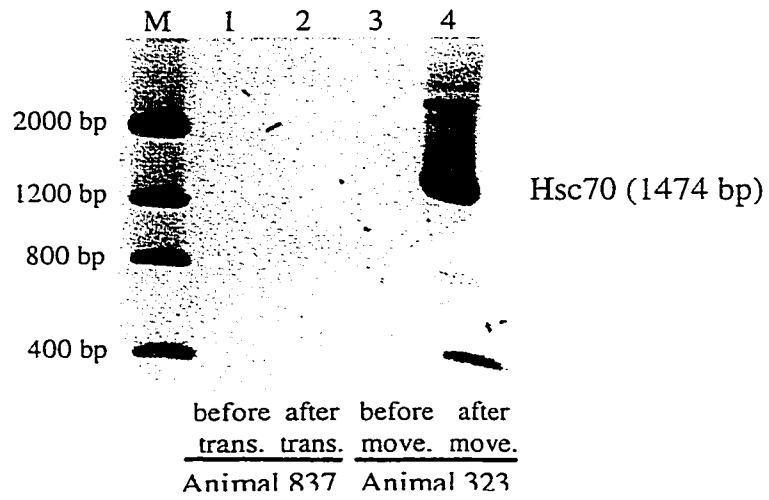 M 1 2 3 4
2000 bp
1200 bp
Hsc70 (1474 bp)
800 bp
400 bp
before after before after
trans. trans. move. move.
Animal 837 Animal 323